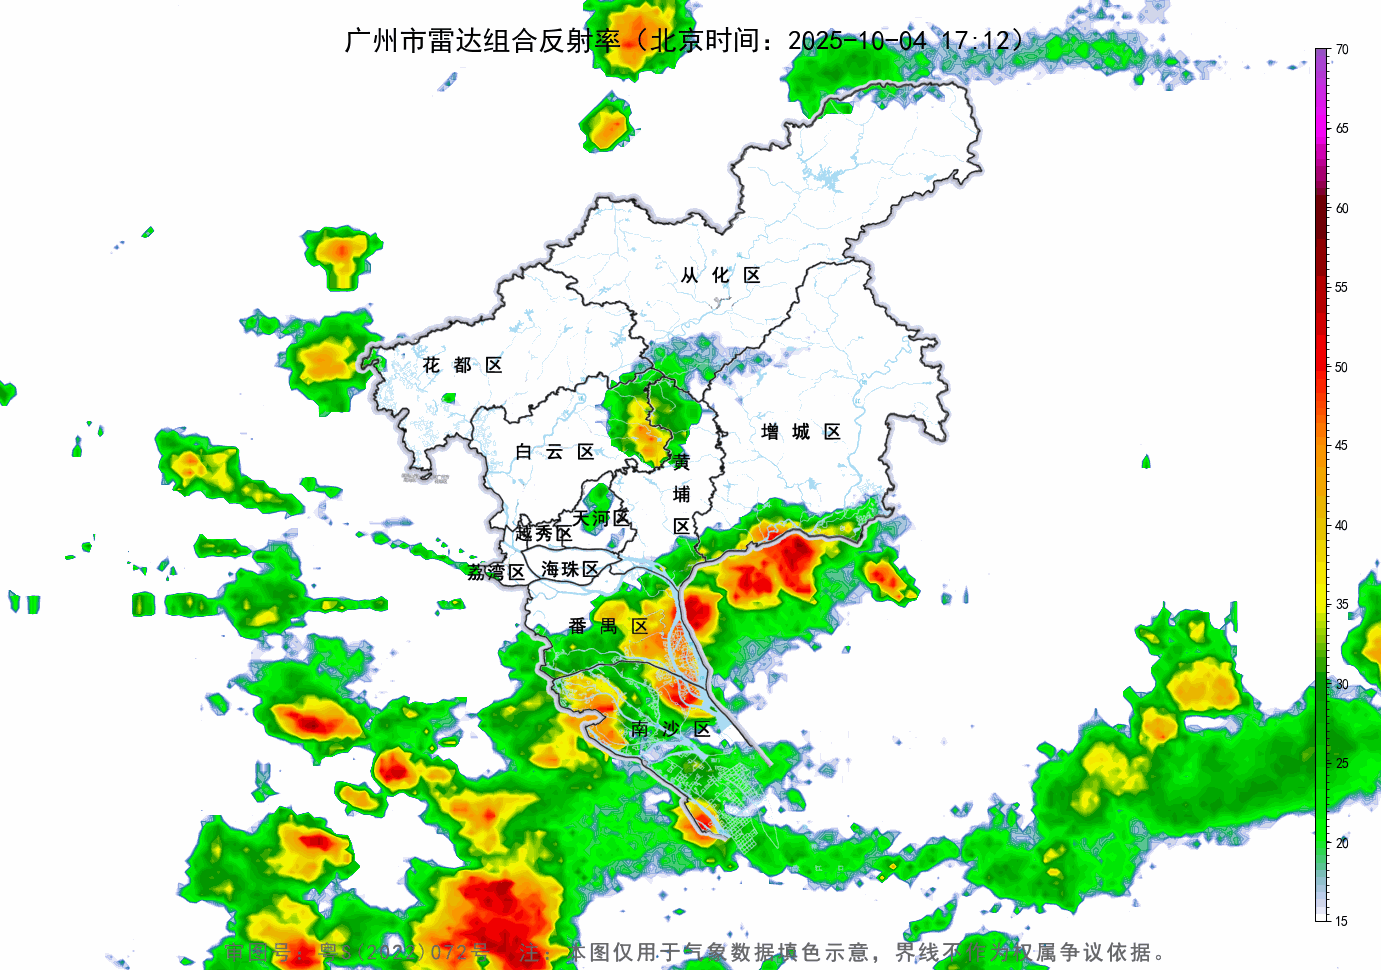 广州市雷达组合反射率（北京时间：2025-10-04 17:12）
70
65
60
55
50
45
40
35
30
25
20
15
从 化 区
花 都 区
增 城 区
白 云 区
黄
埔
区
天河区
越秀区
荔湾区
海珠区
番 禺 区
南 沙 区
审图号：粤S(2022)072号 注：本图仅用于气象数据填色示意，界线不作为权属争议依据。